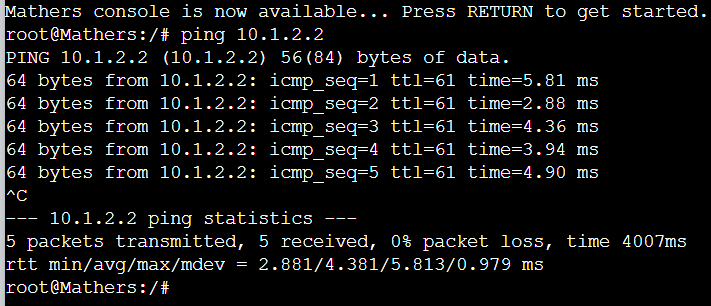 Mathers console is now available... Press RETURN to get started.
root@Mathers:/# ping 10.1.2.2
PING 10.1.2.2 (10.1.2.2) 56(84) bytes of data.
64 bytes from 10.1.2.2: icmp_seq=1 ttl=61 time=5.81 ms
64 bytes from 10.1.2.2: icmp_seq=2 ttl=61 time=2.88 ms
64 bytes from 10.1.2.2: icmp_seq=3 ttl=61 time=4.36 ms
64 bytes from 10.1.2.2: icmp_seq=4 ttl=61 time=3.94 ms
64 bytes from 10.1.2.2: icmp_seq=5 ttl=61 time=4.90 ms
^C
--- 10.1.2.2 ping statistics ---
5 packets transmitted, 5 received, 0% packet loss, time 4007ms
rtt min/avg/max/mdev = 2.881/4.381/5.813/0.979 ms
root@Mathers:/#